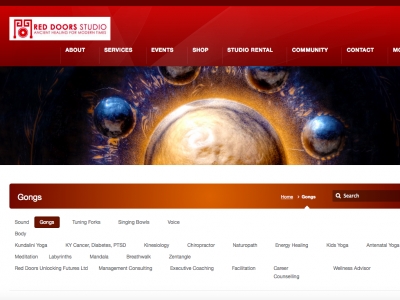 RED DOORS STUDIO
ANCIENT HEALING FOR MODERN TIMES
ABOUT SERVICES EVENTS SHOP STUDIO RENTAL COMMUNITY CONTACT MO
Gongs Home Gongs Search
Sound Gongs Tuning Forks Singing Bowls Voice
Body
Kundalini Yoga KY Cancer, Diabetes, PTSD Kinesiology Chiropractor Naturopath Energy Healing Kids Yoga Antenatal Yoga
Meditation Labyrinths Mandala Breathwalk Zentangle
Red Doors Unlocking Futures Ltd Management Consulting Executive Coaching Facilitation Career Wellness Advisor
Counselling